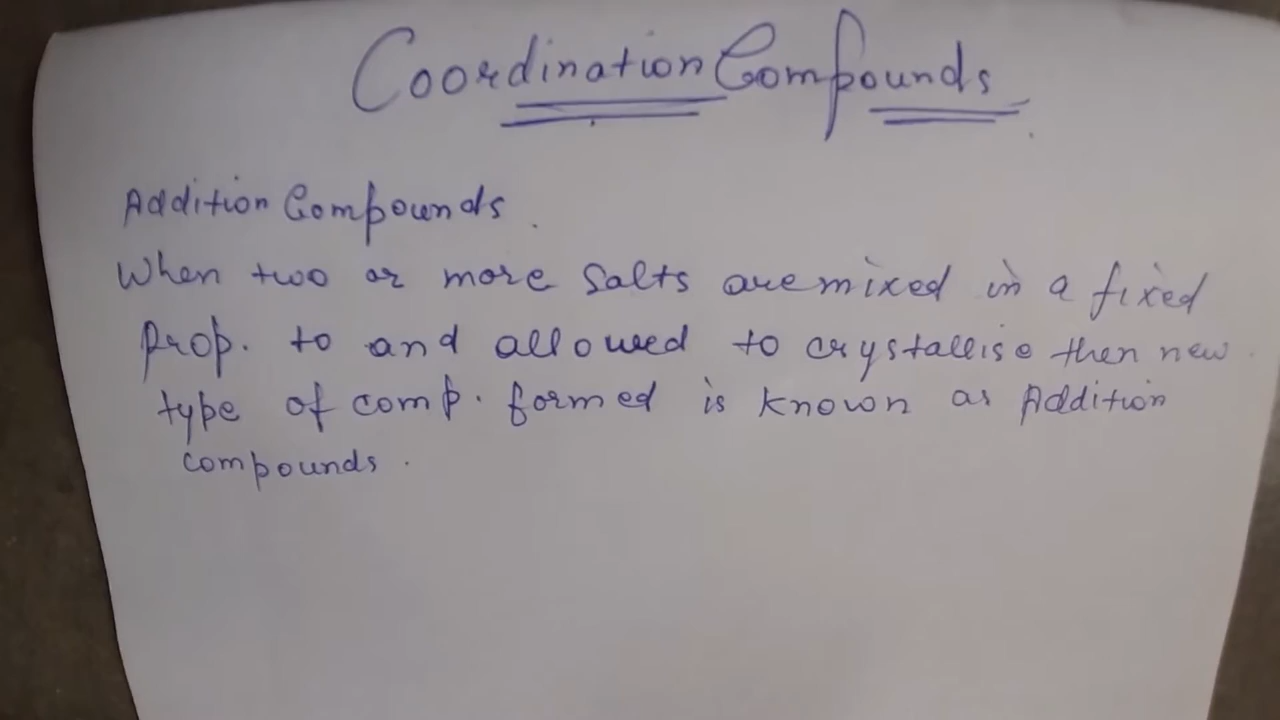 Coordination Compounds
Addition Compounds.
When two or more Salts are mixed in a fixed
Prop. to and allowed to crystallise then new
type of comp. formed is known as Addition
compounds.